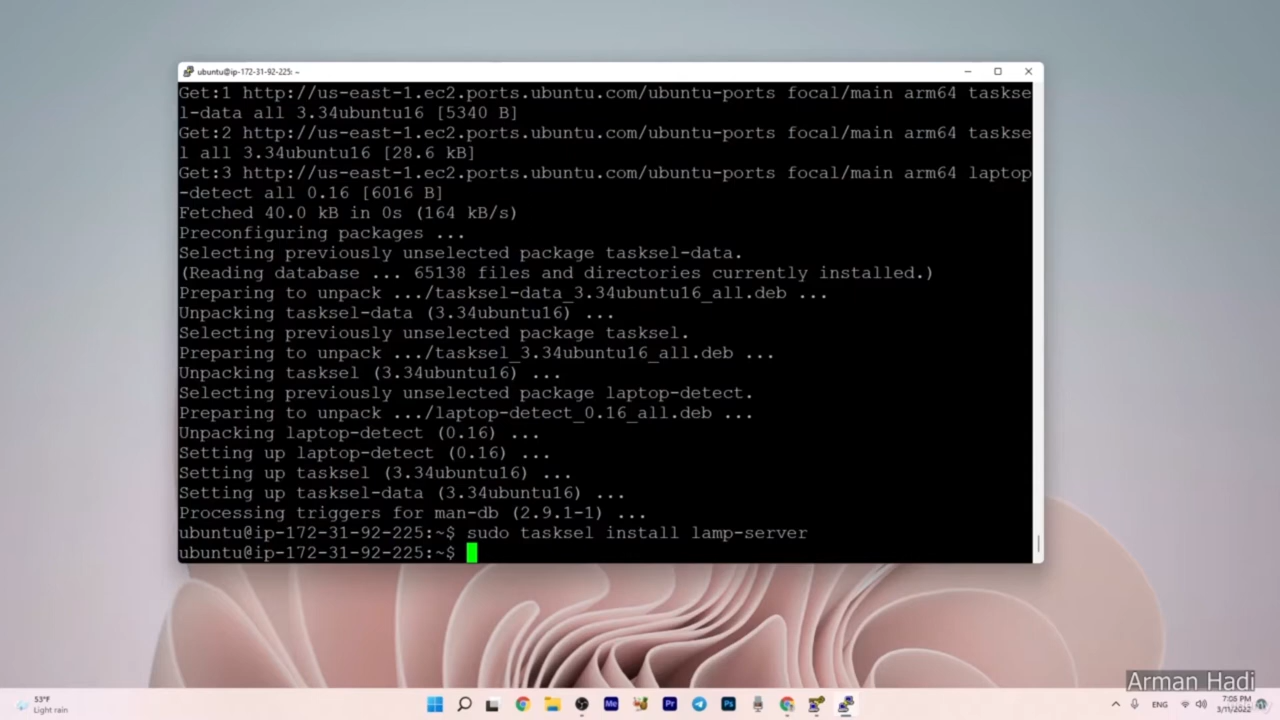 ubuntu@ip-172-31-92-225: ~
Get:1 http://us-east-1.ec2.ports.ubuntu.com/ubuntu-ports focal/main arm64 taskse
l-data all 3.34ubuntu16 [5340 B]
Get:2 http://us-east-1.ec2.ports.ubuntu.com/ubuntu-ports focal/main arm64 taskse
l all 3.34ubuntu16 [28.6 kB]
Get:3 http://us-east-1.ec2.ports.ubuntu.com/ubuntu-ports focal/main arm64 laptop
-detect all 0.16 [6016 B]
Fetched 40.0 kB in 0s (164 kB/s)
Preconfiguring packages ...
Selecting previously unselected package tasksel-data.
(Reading database ... 65138 files and directories currently installed.)
Preparing to unpack .../tasksel-data_3.34ubuntu16_all.deb ...
Unpacking tasksel-data (3.34ubuntu16) ...
Selecting previously unselected package tasksel.
Preparing to unpack .../tasksel_3.34ubuntu16_all.deb ...
Unpacking tasksel (3.34ubuntu16) ...
Selecting previously unselected package laptop-detect.
Preparing to unpack .../laptop-detect_0.16_all.deb ...
Unpacking laptop-detect (0.16) ...
Setting up laptop-detect (0.16) ...
Setting up tasksel (3.34ubuntu16) ...
Setting up tasksel-data (3.34ubuntu16) ...
Processing triggers for man-db (2.9.1-1) ...
ubuntu@ip-172-31-92-225:~$ sudo tasksel install lamp-server
ubuntu@ip-172-31-92-225:~$
Arman Hadi
53°F
Light rain
Me
Pr
Ps
ENG
7:05 PM
3/11/2022